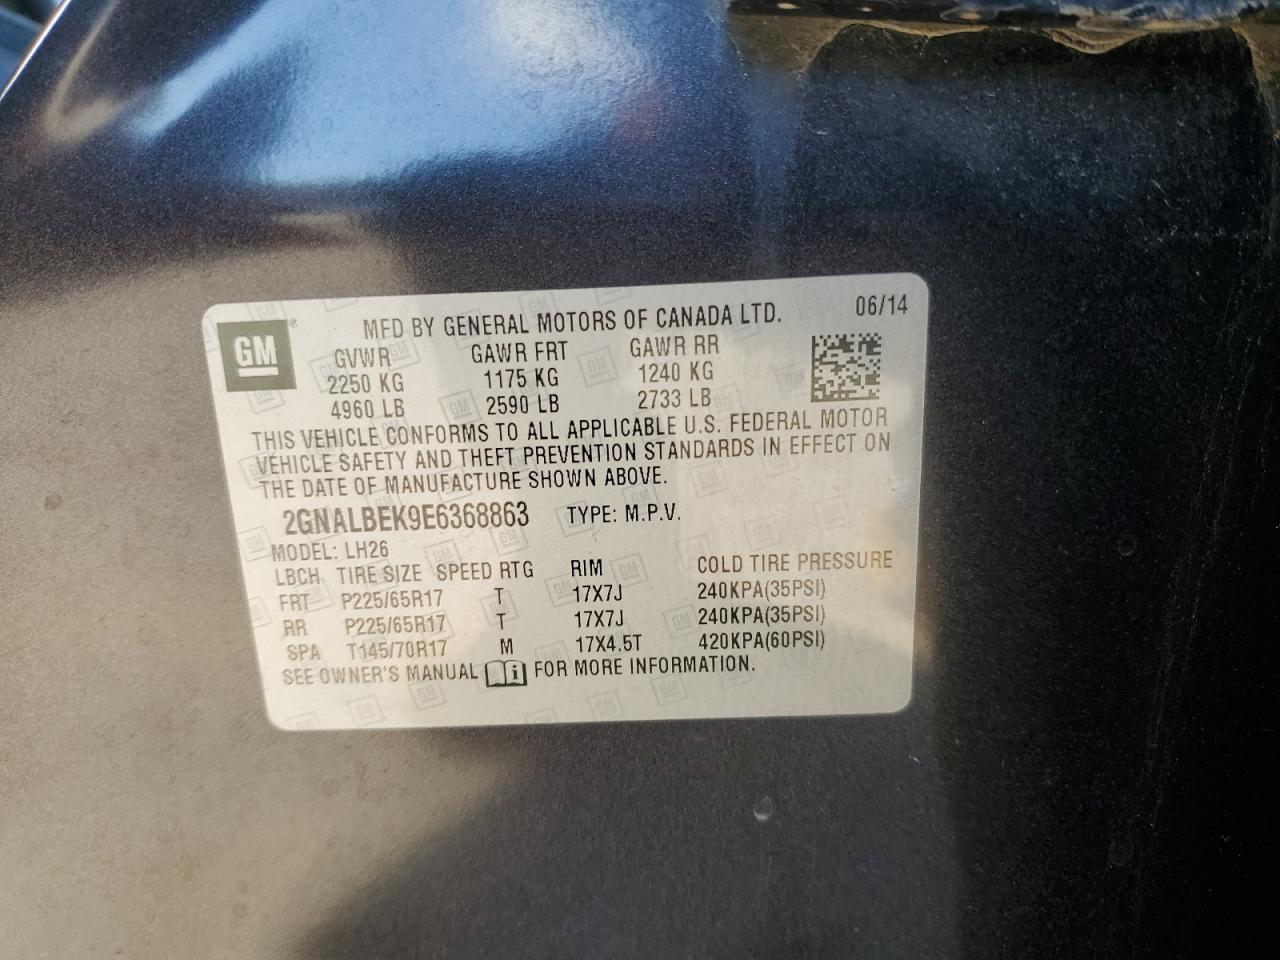 GM
MFD BY GENERAL MOTORS OF CANADA LTD. 06/14
GVWR GAWR FRT GAWR RR
2250 KG 1175 KG 1240 KG
4960 LB 2590 LB 2733 LB
THIS VEHICLE CONFORMS TO ALL APPLICABLE U.S. FEDERAL MOTOR
VEHICLE SAFETY AND THEFT PREVENTION STANDARDS IN EFFECT ON
THE DATE OF MANUFACTURE SHOWN ABOVE.
2GNALBEK9E6368863 TYPE: M.P.V.
MODEL: LH26
LBCH TIRE SIZE SPEED RTG RIM COLD TIRE PRESSURE
FRT P225/65R17 T 17X7J 240KPA(35PSI)
RR P225/65R17 T 17X7J 240KPA(35PSI)
SPA T145/70R17 M 17X4.5T 420KPA(60PSI)
SEE OWNER'S MANUAL i FOR MORE INFORMATION.